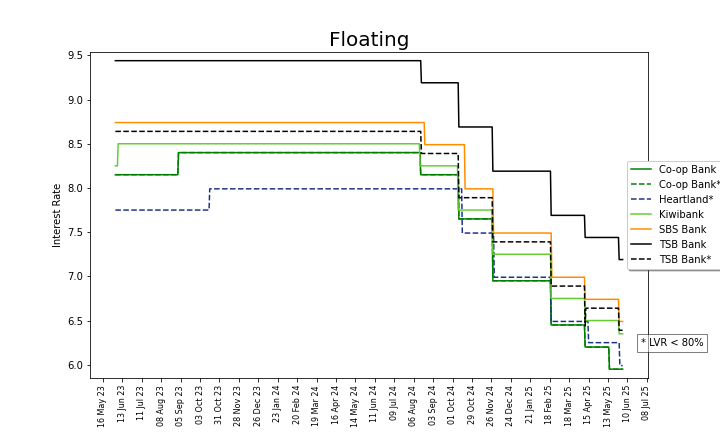 Floating
Interest Rate
9.5
9.0
8.5
8.0
7.5
7.0
6.5
6.0
Co-op Bank
Co-op Bank*
Heartland*
Kiwibank
SBS Bank
TSB Bank
TSB Bank*
* LVR < 80%
16 May 23
13 Jun 23
11 Jul 23
08 Aug 23
05 Sep 23
03 Oct 23
31 Oct 23
28 Nov 23
26 Dec 23
23 Jan 24
20 Feb 24
19 Mar 24
16 Apr 24
14 May 24
11 Jun 24
09 Jul 24
06 Aug 24
03 Sep 24
01 Oct 24
29 Oct 24
26 Nov 24
24 Dec 24
21 Jan 25
18 Feb 25
18 Mar 25
15 Apr 25
13 May 25
10 Jun 25
08 Jul 25